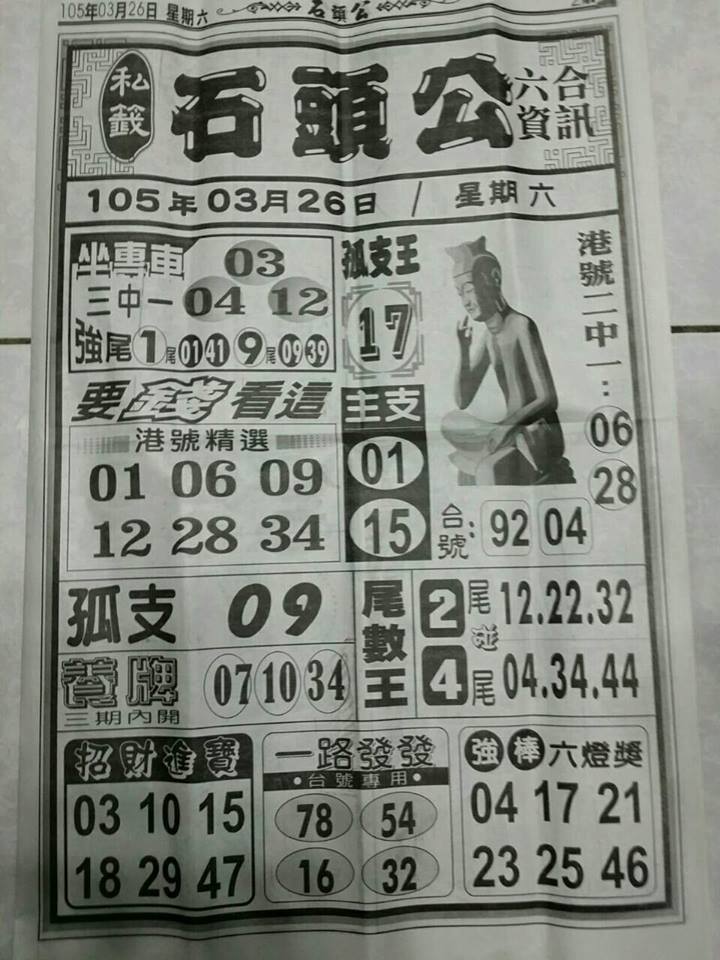 105年03月26日 星期六
石頭公
私籤
石頭公
六合
資訊
105年03月26日 / 星期六
坐專車
03
三中一 04 12
強尾 1尾 01 41 9尾 09 39
孤支王
17
港號二中一:
06
28
要錢看這
港號精選
01 06 09
12 28 34
主支
01
15
台號: 92 04
孤支 09
養牌 07 10 34
三期內開
尾數王
2尾 12.22.32
碰
4尾 04.34.44
招財進寶
03 10 15
18 29 47
一路發發
•台號專用•
78 54
16 32
強棒六燈獎
04 17 21
23 25 46